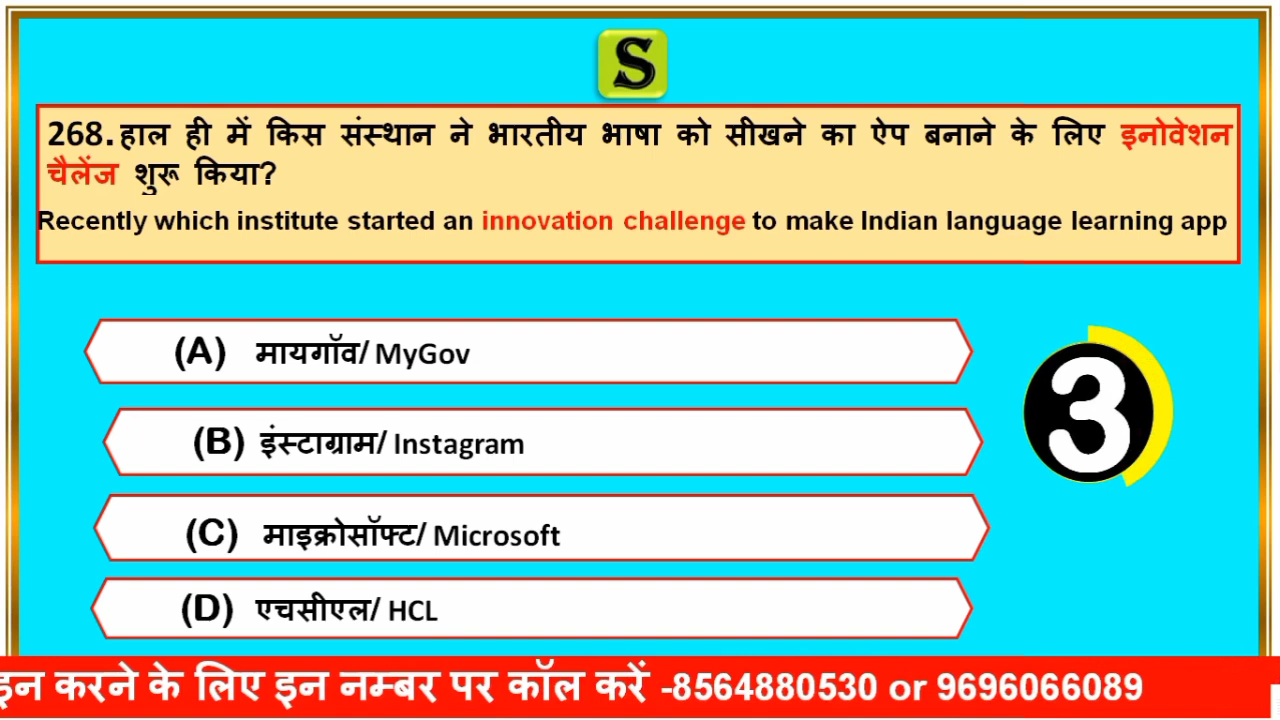 S
268. हाल ही में किस संस्थान ने भारतीय भाषा को सीखने का ऐप बनाने के लिए इनोवेशन
चैलेंज शुरू किया?
Recently which institute started an innovation challenge to make Indian language learning app
(A) मायगॉव/ MyGov
3
(B) इंस्टाग्राम/ Instagram
(C) माइक्रोसॉफ्ट/ Microsoft
(D) एचसीएल/ HCL
इन करने के लिए इन नम्बर पर कॉल करें -8564880530 or 9696066089